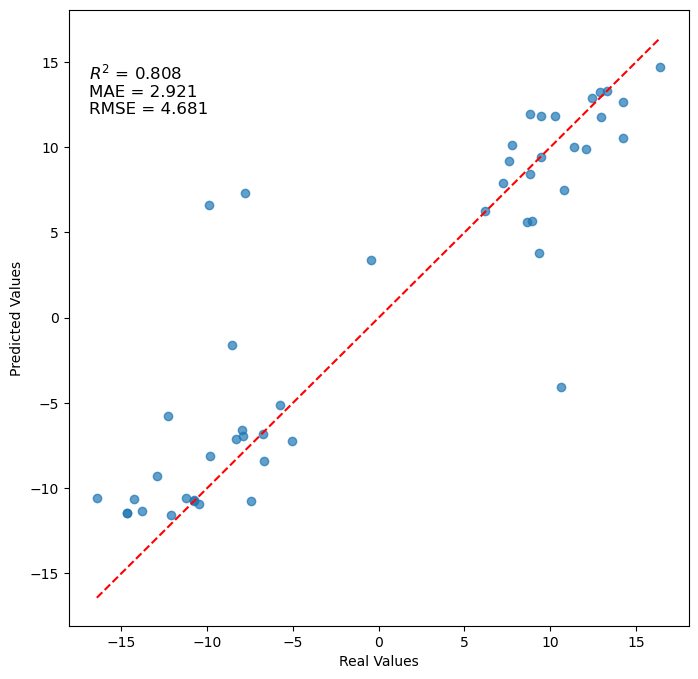 R² = 0.808
MAE = 2.921
RMSE = 4.681
15
10
5
0
−5
−10
−15
Predicted Values
−15 −10 −5 0 5 10 15
Real Values